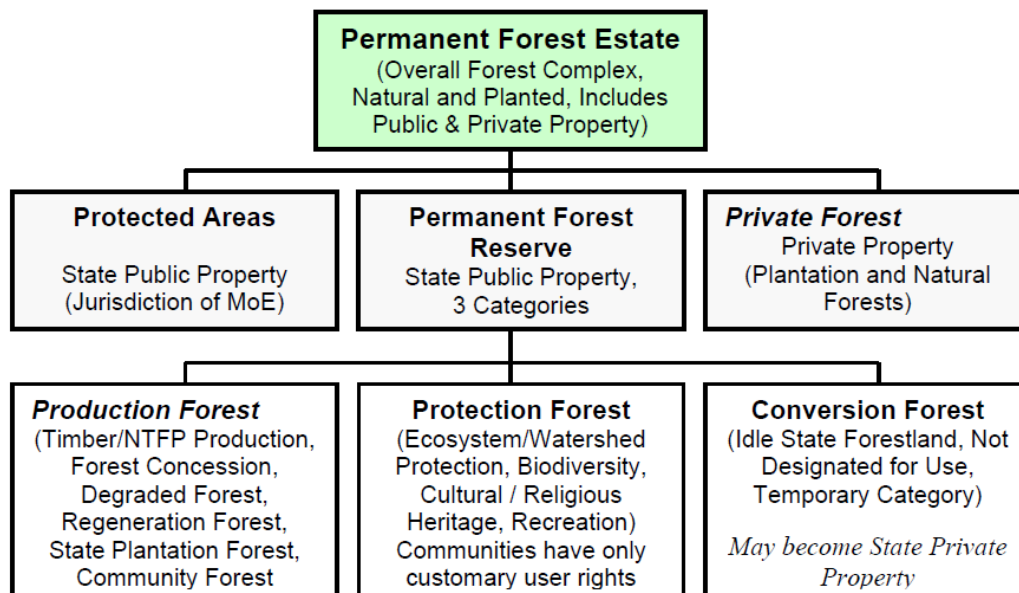 Permanent Forest Estate
(Overall Forest Complex,
Natural and Planted, Includes
Public & Private Property)
Protected Areas
State Public Property
(Jurisdiction of MoE)
Permanent Forest
Reserve
State Public Property,
3 Categories
Private Forest
Private Property
(Plantation and Natural
Forests)
Production Forest
(Timber/NTFP Production,
Forest Concession,
Degraded Forest,
Regeneration Forest,
State Plantation Forest,
Community Forest
Protection Forest
(Ecosystem/Watershed
Protection, Biodiversity,
Cultural / Religious
Heritage, Recreation)
Communities have only
customary user rights
Conversion Forest
(Idle State Forestland, Not
Designated for Use,
Temporary Category)
May become State Private
Property